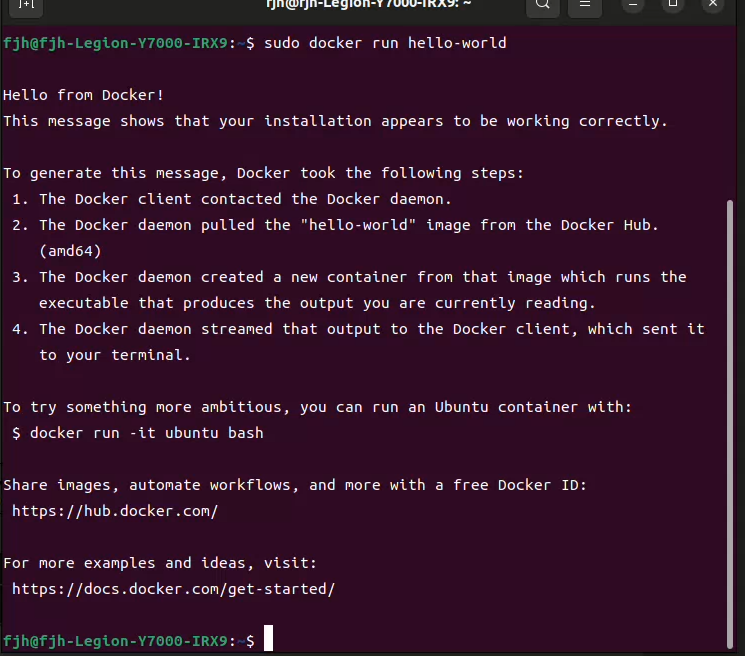 fjh@fjh-Legion-Y7000-IRX9: ~
fjh@fjh-Legion-Y7000-IRX9:~$ sudo docker run hello-world
Hello from Docker!
This message shows that your installation appears to be working correctly.
To generate this message, Docker took the following steps:
1. The Docker client contacted the Docker daemon.
2. The Docker daemon pulled the "hello-world" image from the Docker Hub.
(amd64)
3. The Docker daemon created a new container from that image which runs the
executable that produces the output you are currently reading.
4. The Docker daemon streamed that output to the Docker client, which sent it
to your terminal.
To try something more ambitious, you can run an Ubuntu container with:
$ docker run -it ubuntu bash
Share images, automate workflows, and more with a free Docker ID:
https://hub.docker.com/
For more examples and ideas, visit:
https://docs.docker.com/get-started/
fjh@fjh-Legion-Y7000-IRX9:~$